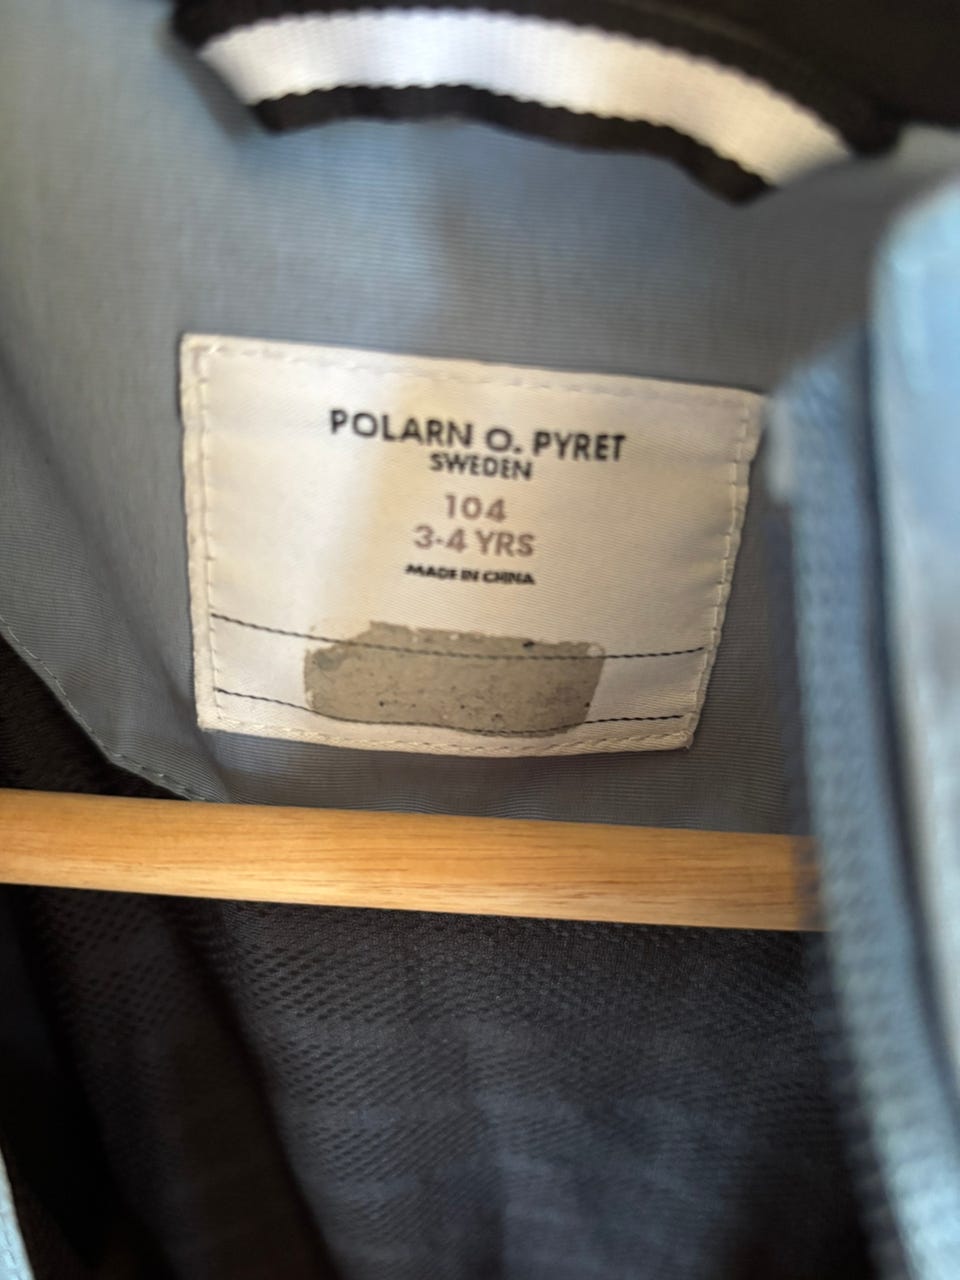 POLARN O. PYRET
SWEDEN
104
3-4 YRS
MADE IN CHINA